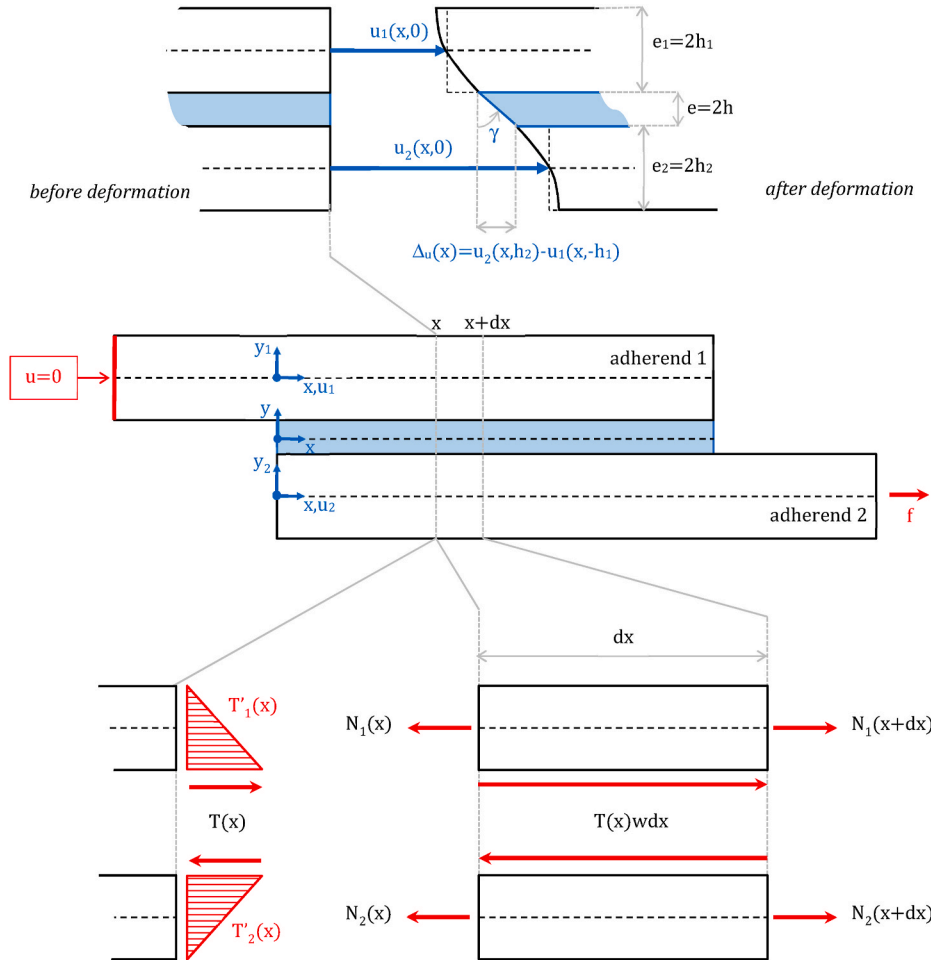 u₁(x,0)
e₁=2h₁
e=2h
γ
u₂(x,0)
e₂=2h₂
before deformation
after deformation
Δᵤ(x)=u₂(x,h₂)-u₁(x,-h₁)
x
x+dx
y₁
adherend 1
u=0
x,u₁
y
x
y₂
x,u₂
adherend 2
f
dx
T'₁(x)
N₁(x)
N₁(x+dx)
T(x)
T(x)wdx
T'₂(x)
N₂(x)
N₂(x+dx)